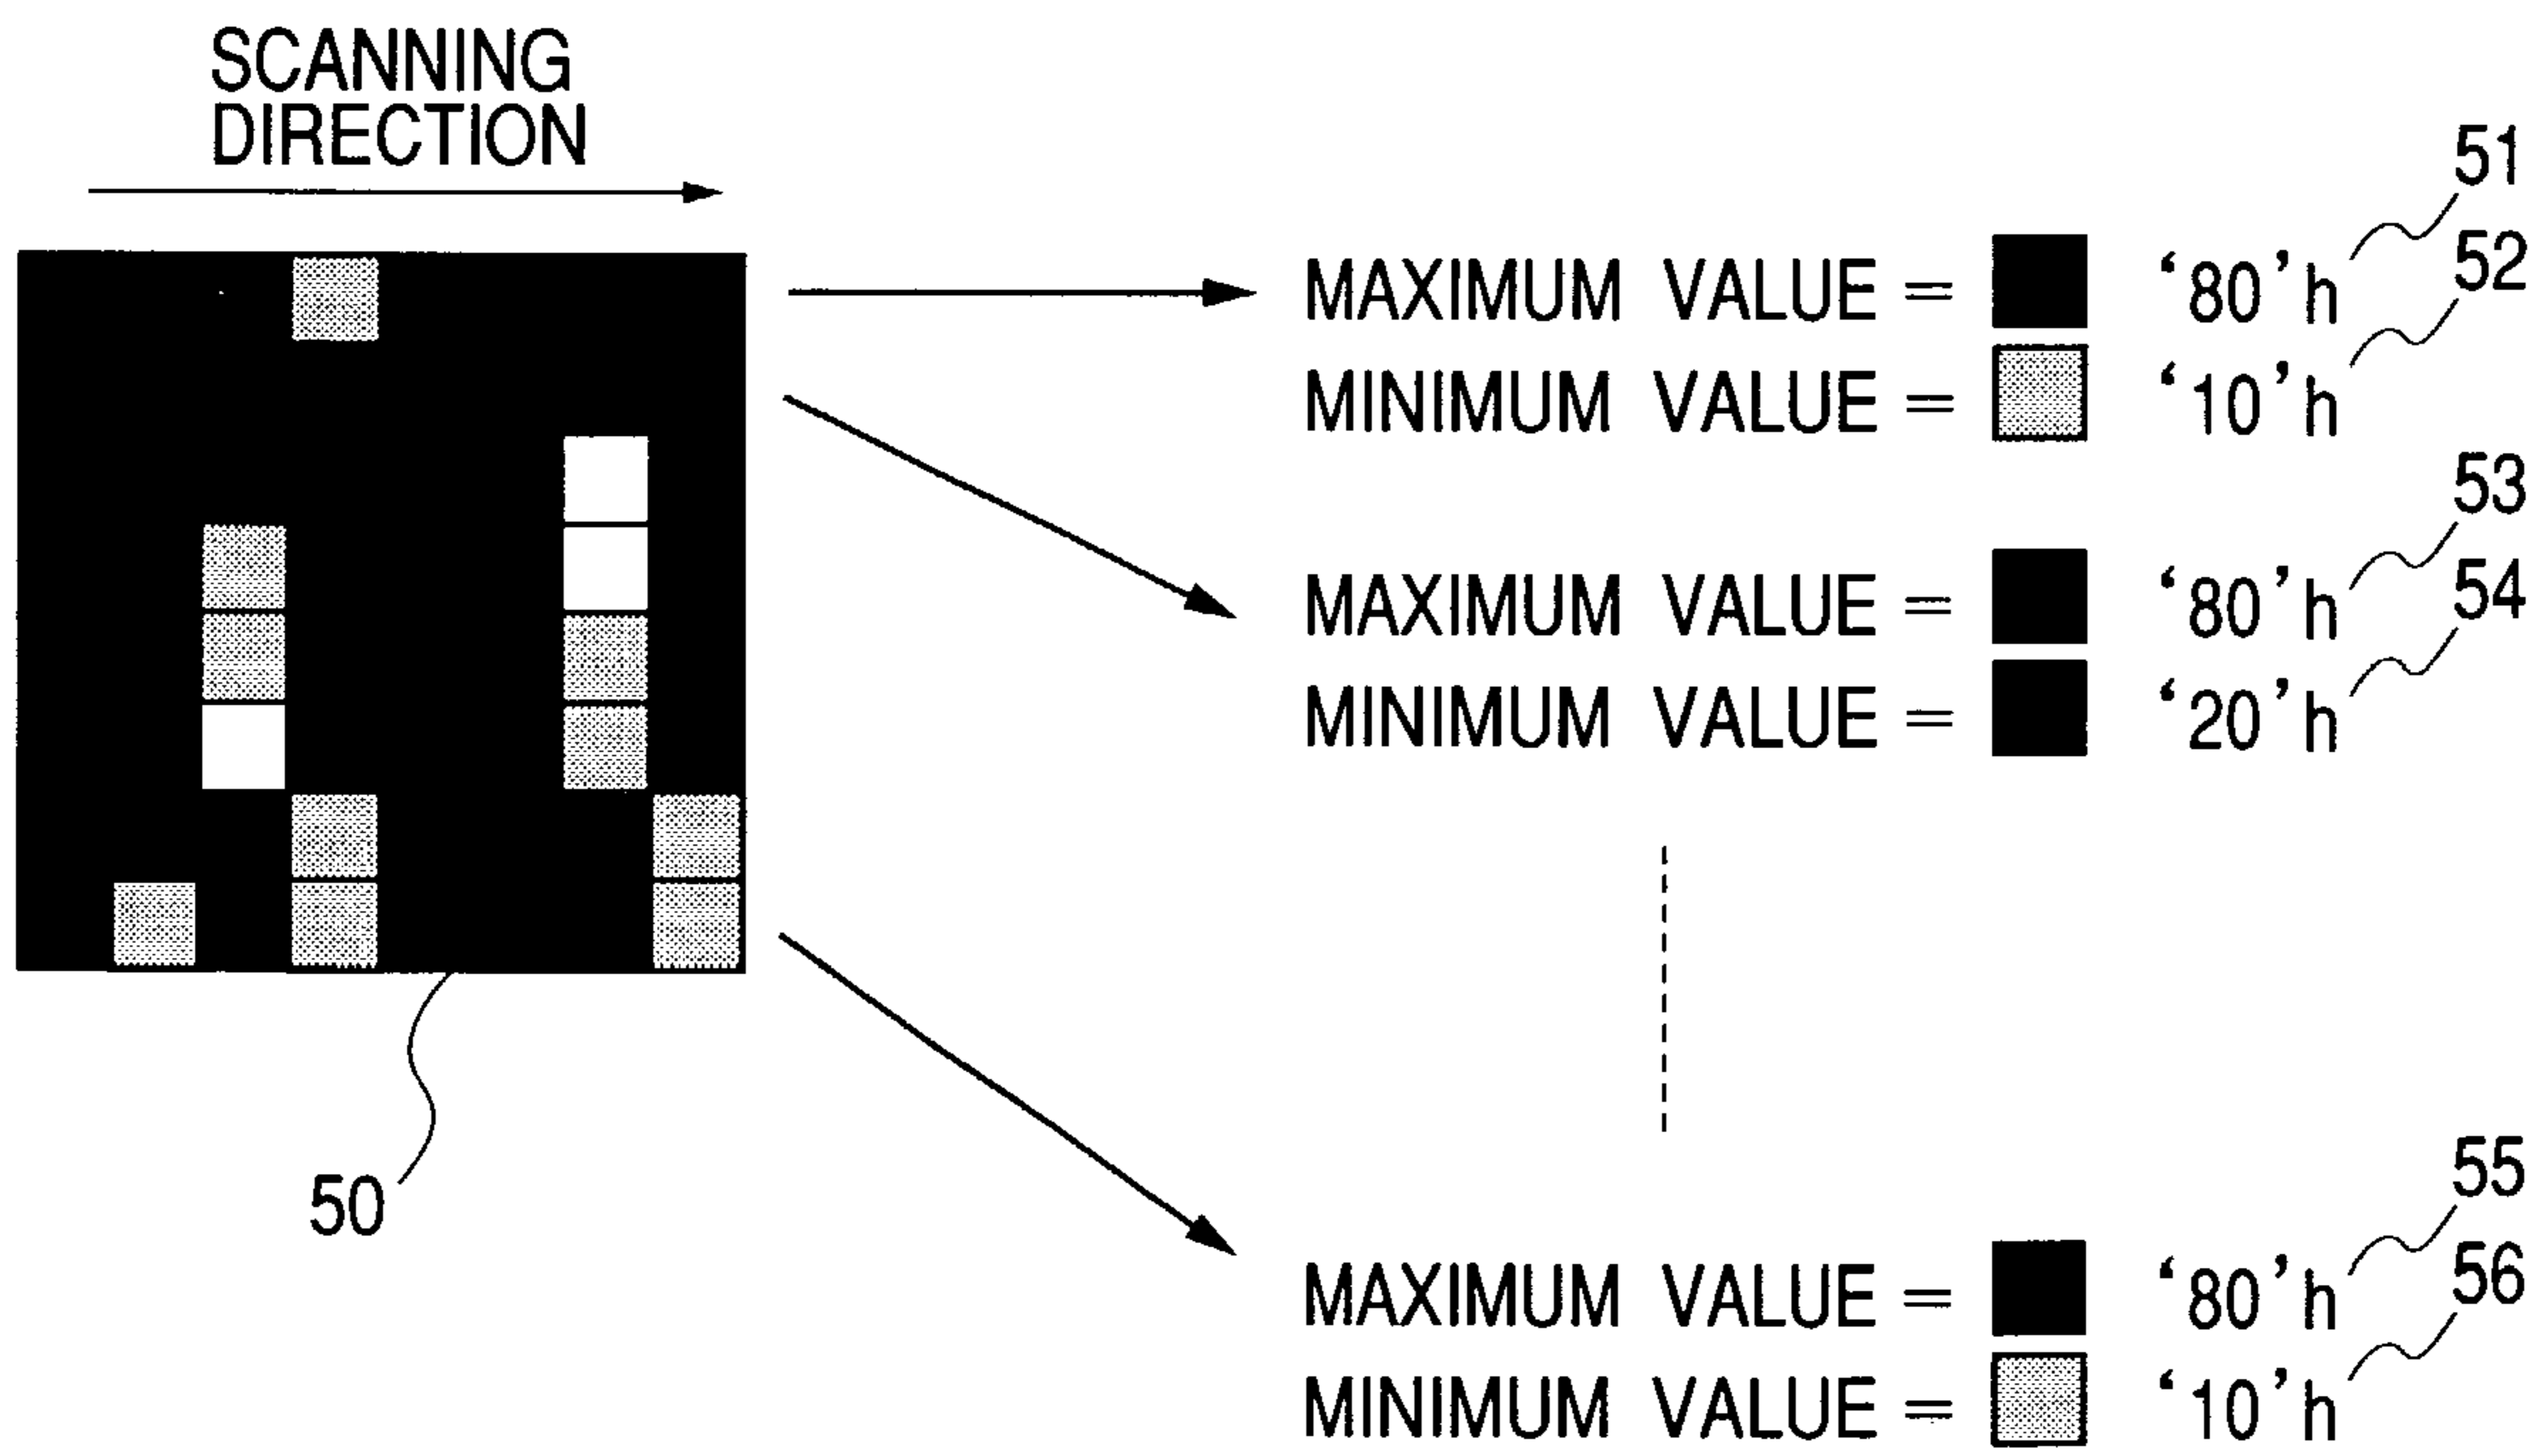 SCANNING
DIRECTION
51
MAXIMUM VALUE = '80'h
52
MINIMUM VALUE = '10'h
53
MAXIMUM VALUE = '80'h
54
MINIMUM VALUE = '20'h
50
55
MAXIMUM VALUE = '80'h
56
MINIMUM VALUE = '10'h